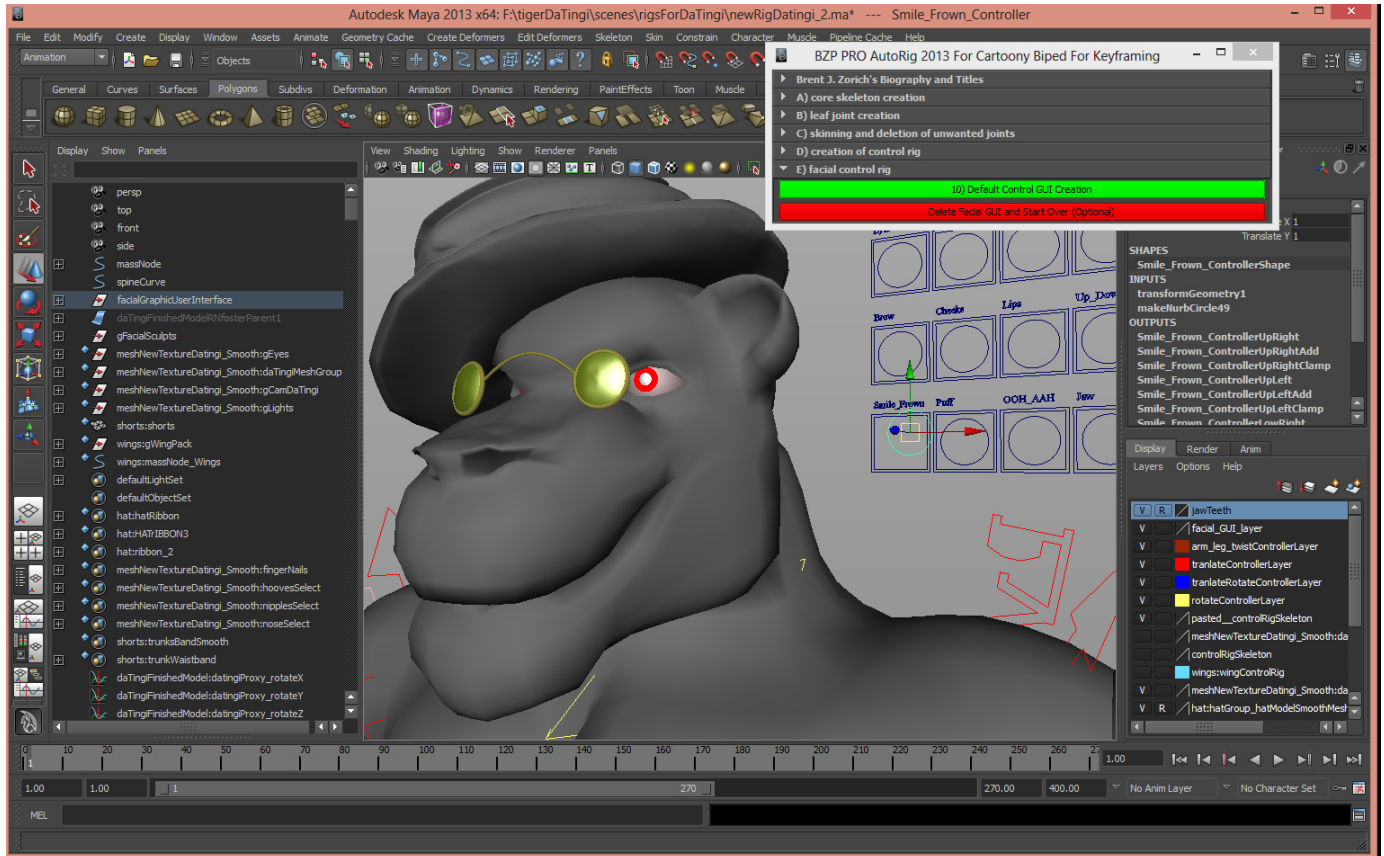 Autodesk Maya 2013 x64: F:\tigerDaTingi\scenes\rigsForDaTingi\newRigDatingi_2.ma* --- Smile_Frown_Controller
File Edit Modify Create Display Window Assets Animate Geometry Cache Create Deformers Edit Deformers Skeleton Skin Constrain Character Muscle Pipeline Cache Help
Animation Objects
BZP PRO AutoRig 2013 For Cartoony Biped For Keyframing
Brent J. Zorich's Biography and Titles
A) core skeleton creation
B) leaf joint creation
C) skinning and deletion of unwanted joints
D) creation of control rig
E) facial control rig
10) Default Control GUI Creation
Delete Facial GUI and Start Over (Optional)
General Curves Surfaces Polygons Subdivs Deformation Animation Dynamics Rendering PaintEffects Toon Muscle
Display Show Panels
View Shading Lighting Show Renderer Panels
persp
top
front
side
massNode
spineCurve
facialGraphicUserInterface
daTingiFinishedModelRNfosterParent1
gFacialSculpts
meshNewTextureDatingi_Smooth:gEyes
meshNewTextureDatingi_Smooth:daTingiMeshGroup
meshNewTextureDatingi_Smooth:gCamDaTingi
meshNewTextureDatingi_Smooth:gLights
shorts:shorts
wings:gWingPack
wings:massNode_Wings
defaultLightSet
defaultObjectSet
hat:hatRibbon
hat:HATrIBBON3
hat:ribbon_2
meshNewTextureDatingi_Smooth:fingerNails
meshNewTextureDatingi_Smooth:hoovesSelect
meshNewTextureDatingi_Smooth:nipplesSelect
meshNewTextureDatingi_Smooth:noseSelect
shorts:trunksBandSmooth
shorts:trunkWaistband
daTingiFinishedModel:datingiProxy_rotateX
daTingiFinishedModel:datingiProxy_rotateY
daTingiFinishedModel:datingiProxy_rotateZ
Brow Cheeks Lips Up_Dow
Smile_Frown Puff OOH_AAH Jaw
X 1
Translate Y 1
SHAPES
Smile_Frown_ControllerShape
INPUTS
transformGeometry1
makeNurbCircle49
OUTPUTS
Smile_Frown_ControllerUpRight
Smile_Frown_ControllerUpRightAdd
Smile_Frown_ControllerUpRightClamp
Smile_Frown_ControllerUpLeft
Smile_Frown_ControllerUpLeftAdd
Smile_Frown_ControllerUpLeftClamp
Smile_Frown_ControllerLowRight
Display Render Anim
Layers Options Help
V R jawTeeth
V facial_GUI_layer
V arm_leg_twistControllerLayer
V tranlateControllerLayer
V tranlateRotateControllerLayer
V rotateControllerLayer
V pasted__controlRigSkeleton
meshNewTextureDatingi_Smooth:da
controlRigSkeleton
wings:wingControlRig
V meshNewTextureDatingi_Smooth:da
V R hat:hatGroup_hatModelSmoothMesh
0 10 20 30 40 50 60 70 80 90 100 110 120 130 140 150 160 170 180 190 200 210 220 230 240 250 260 27
1 1.00
1.00 1.00 1 270 270.00 400.00 No Anim Layer No Character Set
MEL